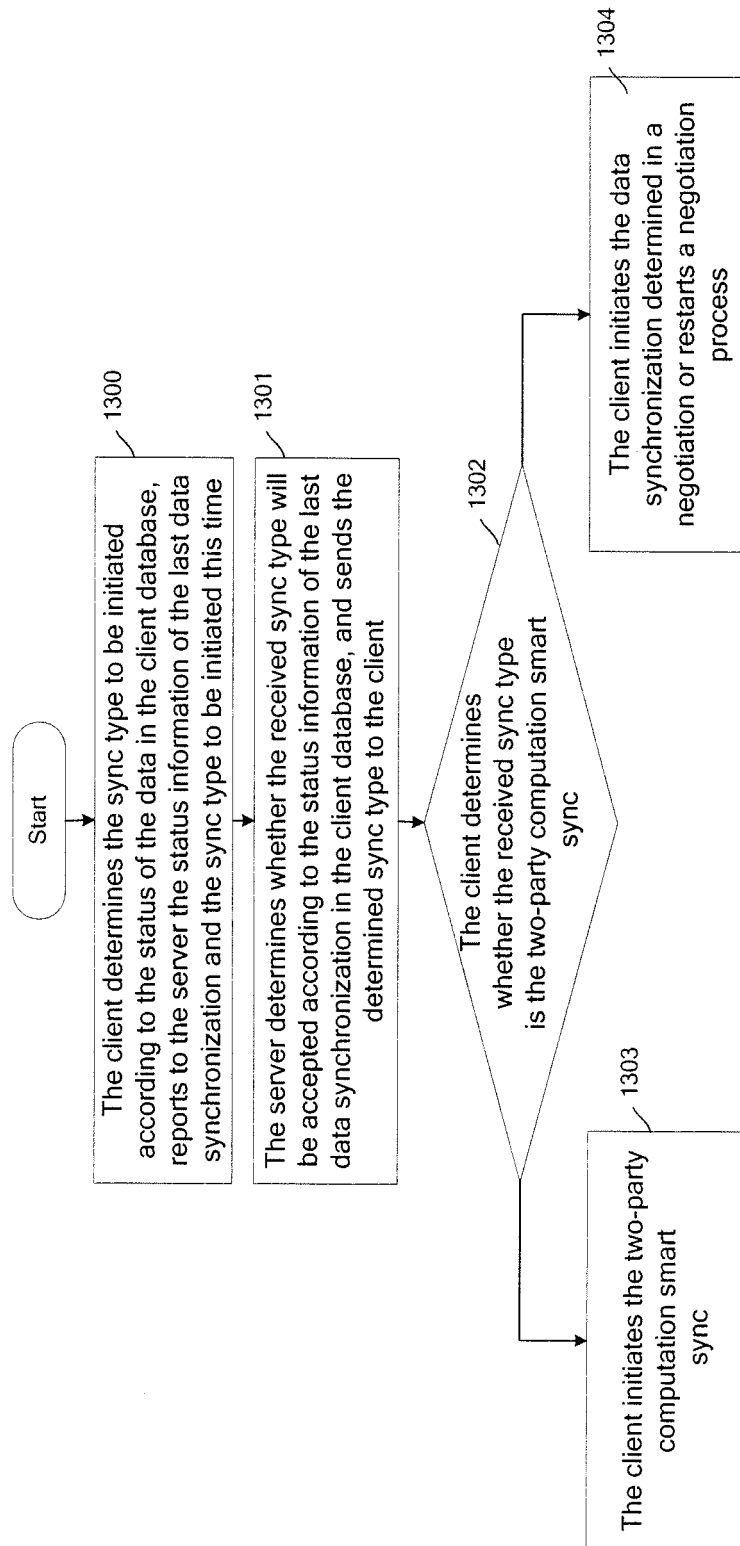 Start
1300
The client determines the sync type to be initiated
according to the status of the data in the client database,
reports to the server the status information of the last data
synchronization and the sync type to be initiated this time
1301
The server determines whether the received sync type will
be accepted according to the status information of the last
data synchronization in the client database, and sends the
determined sync type to the client
1302
The client determines
whether the received sync type
is the two-party computation smart
sync
1303
The client initiates the two-party
computation smart
sync
1304
The client initiates the data
synchronization determined in a
negotiation or restarts a negotiation
process